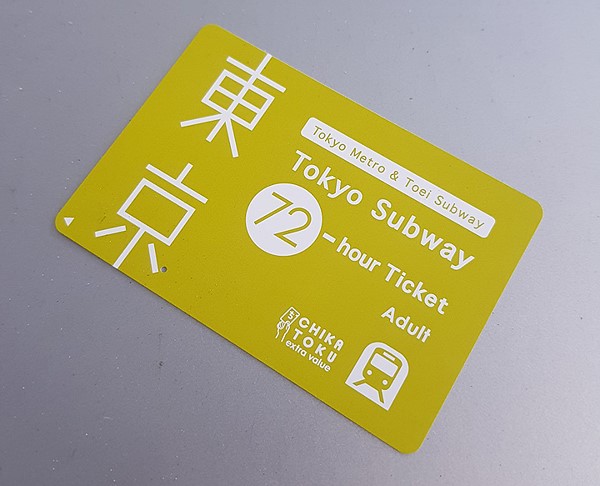 東京
Tokyo Metro & Toei Subway
Tokyo Subway
72-hour Ticket
Adult
CHIKA
TOKU
extra value